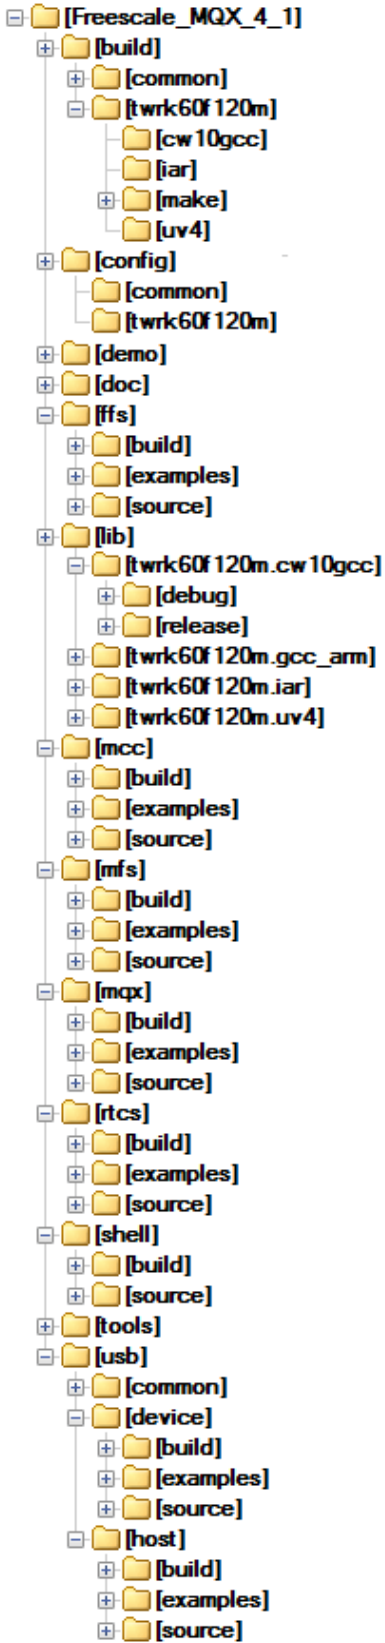 [Freescale_MQX_4_1]
[build]
[common]
[twrk60f120m]
[cw10gcc]
[iar]
[make]
[uv4]
[config]
[common]
[twrk60f120m]
[demo]
[doc]
[ffs]
[build]
[examples]
[source]
[lib]
[twrk60f120m.cw10gcc]
[debug]
[release]
[twrk60f120m.gcc_arm]
[twrk60f120m.iar]
[twrk60f120m.uv4]
[mcc]
[build]
[examples]
[source]
[mfs]
[build]
[examples]
[source]
[mqx]
[build]
[examples]
[source]
[rtcs]
[build]
[examples]
[source]
[shell]
[build]
[source]
[tools]
[usb]
[common]
[device]
[build]
[examples]
[source]
[host]
[build]
[examples]
[source]